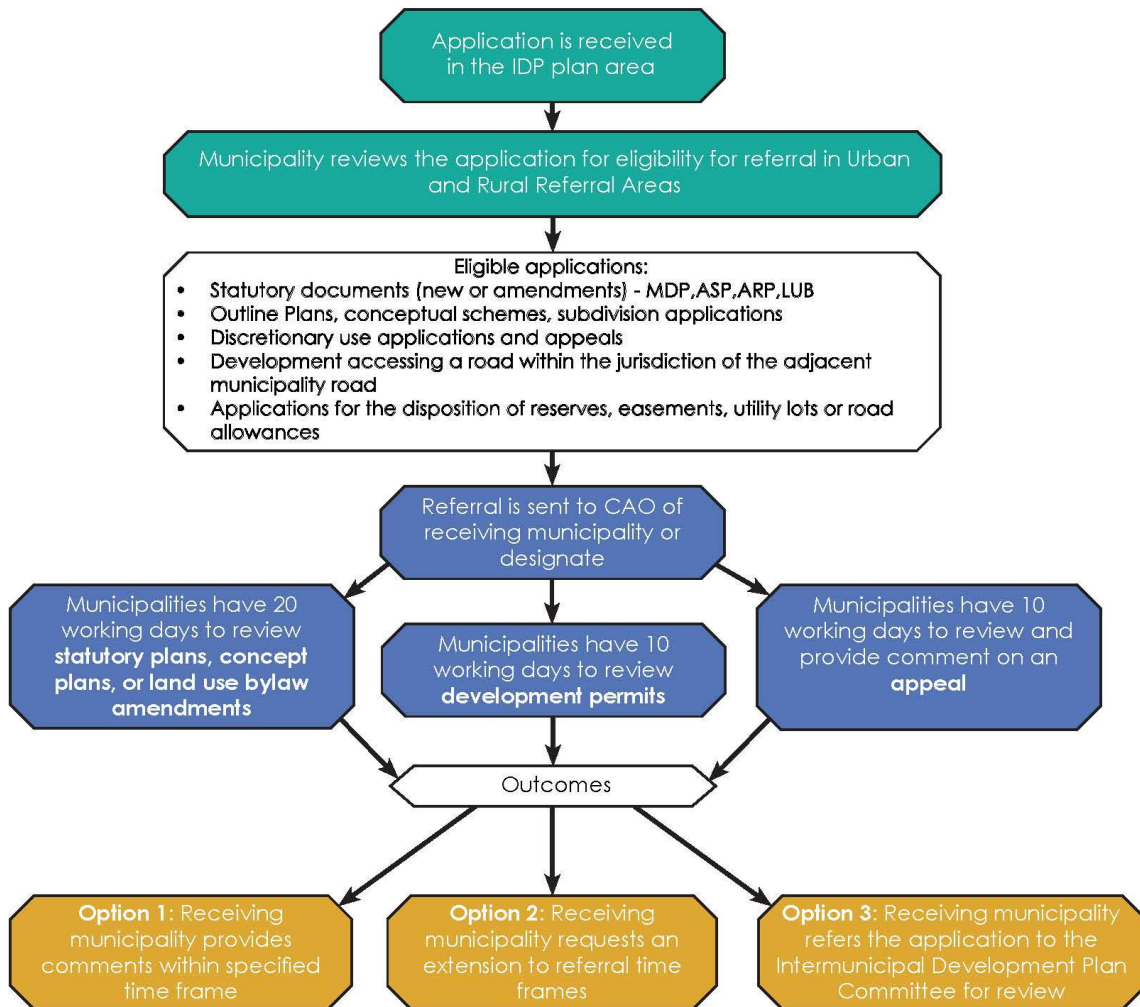 Application is received
in the IDP plan area
Municipality reviews the application for eligibility for referral in Urban
and Rural Referral Areas
Eligible applications:
• Statutory documents (new or amendments) - MDP,ASP,ARP,LUB
• Outline Plans, conceptual schemes, subdivision applications
• Discretionary use applications and appeals
• Development accessing a road within the jurisdiction of the adjacent
municipality road
• Applications for the disposition of reserves, easements, utility lots or road
allowances
Referral is sent to CAO of
receiving municipality or
designate
Municipalities have 20
working days to review
statutory plans, concept
plans, or land use bylaw
amendments
Municipalities have 10
working days to review
development permits
Municipalities have 10
working days to review and
provide comment on an
appeal
Outcomes
Option 1: Receiving
municipality provides
comments within specified
time frame
Option 2: Receiving
municipality requests an
extension to referral time
frames
Option 3: Receiving municipality
refers the application to the
Intermunicipal Development Plan
Committee for review